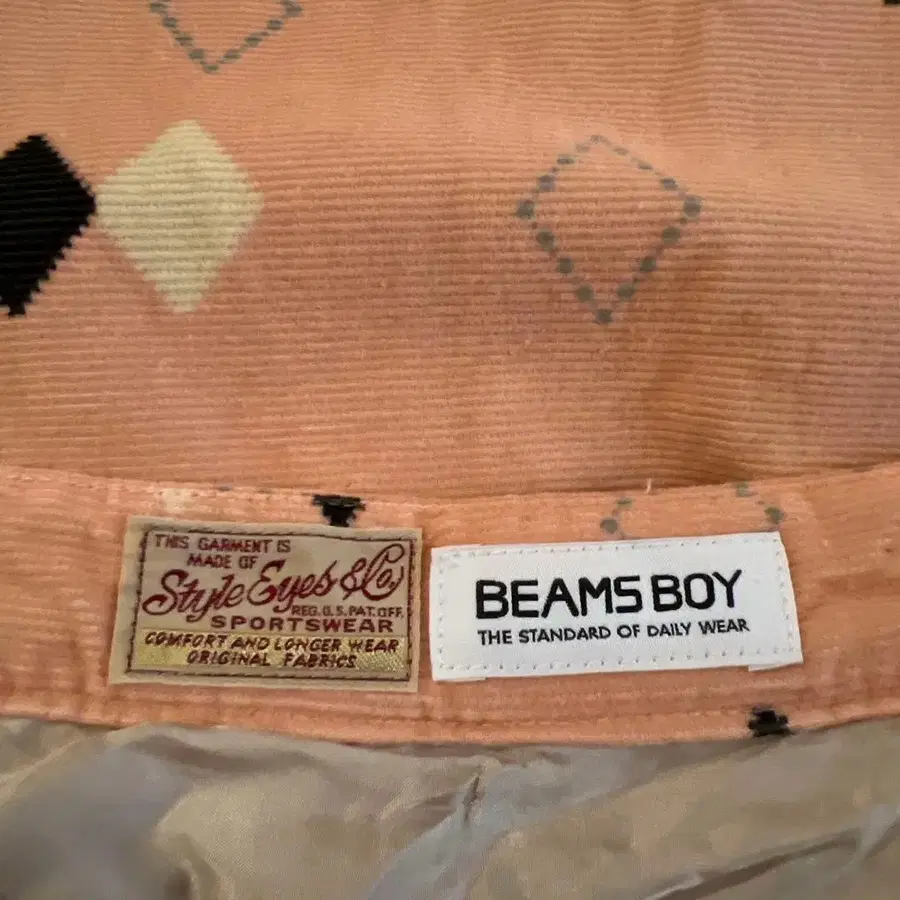 THIS GARMENT IS
MADE OF
Style Eyes & Co
REG. U.S. PAT. OFF.
SPORTSWEAR
COMFORT AND LONGER WEAR
ORIGINAL FABRICS
BEAMS BOY
THE STANDARD OF DAILY WEAR